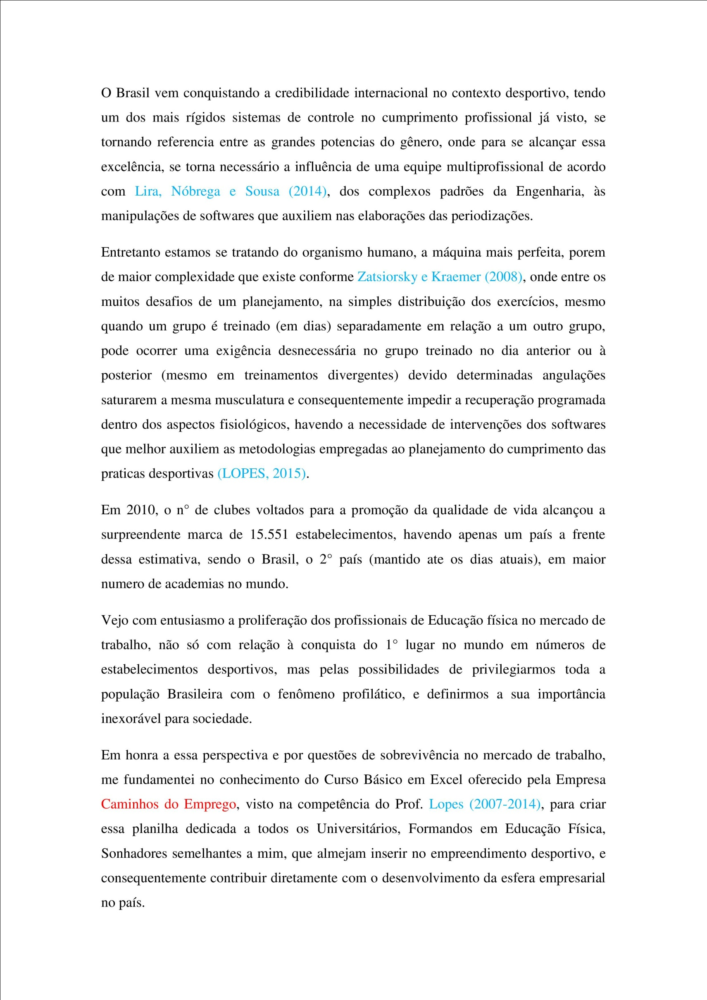 O Brasil vem conquistando a credibilidade internacional no contexto desportivo, tendo
um dos mais rígidos sistemas de controle no cumprimento profissional já visto, se
tornando referencia entre as grandes potencias do gênero, onde para se alcançar essa
excelência, se torna necessário a influência de uma equipe multiprofissional de acordo
com Lira, Nóbrega e Sousa (2014), dos complexos padrões da Engenharia, às
manipulações de softwares que auxiliem nas elaborações das periodizações.
Entretanto estamos se tratando do organismo humano, a máquina mais perfeita, porem
de maior complexidade que existe conforme Zatsiorsky e Kraemer (2008), onde entre os
muitos desafios de um planejamento, na simples distribuição dos exercícios, mesmo
quando um grupo é treinado (em dias) separadamente em relação a um outro grupo,
pode ocorrer uma exigência desnecessária no grupo treinado no dia anterior ou à
posterior (mesmo em treinamentos divergentes) devido determinadas angulações
saturarem a mesma musculatura e consequentemente impedir a recuperação programada
dentro dos aspectos fisiológicos, havendo a necessidade de intervenções dos softwares
que melhor auxiliem as metodologias empregadas ao planejamento do cumprimento das
praticas desportivas (LOPES, 2015).
Em 2010, o n° de clubes voltados para a promoção da qualidade de vida alcançou a
surpreendente marca de 15.551 estabelecimentos, havendo apenas um país a frente
dessa estimativa, sendo o Brasil, o 2° país (mantido ate os dias atuais), em maior
numero de academias no mundo.
Vejo com entusiasmo a proliferação dos profissionais de Educação física no mercado de
trabalho, não só com relação à conquista do 1° lugar no mundo em números de
estabelecimentos desportivos, mas pelas possibilidades de privilegiarmos toda a
população Brasileira com o fenômeno profilático, e definirmos a sua importância
inexorável para sociedade.
Em honra a essa perspectiva e por questões de sobrevivência no mercado de trabalho,
me fundamentei no conhecimento do Curso Básico em Excel oferecido pela Empresa
Caminhos do Emprego, visto na competência do Prof. Lopes (2007-2014), para criar
essa planilha dedicada a todos os Universitários, Formandos em Educação Física,
Sonhadores semelhantes a mim, que almejam inserir no empreendimento desportivo, e
consequentemente contribuir diretamente com o desenvolvimento da esfera empresarial
no país.